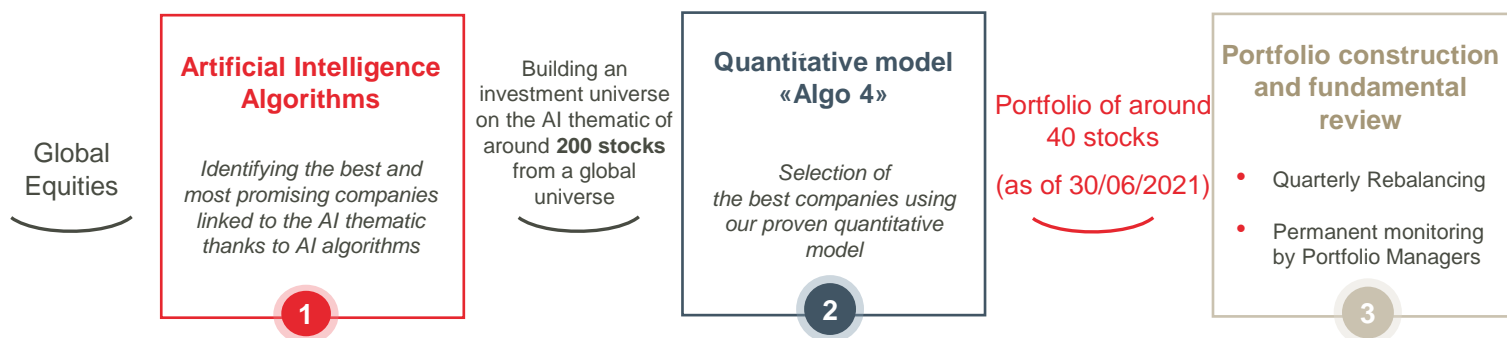 Global
Equities
Artificial Intelligence
Algorithms
Identifying the best and
most promising companies
linked to the AI thematic
thanks to AI algorithms
1
Building an
investment universe
on the AI thematic of
around 200 stocks
from a global
universe
Quantitative model
«Algo 4»
Selection of
the best companies using
our proven quantitative
model
2
Portfolio of around
40 stocks
(as of 30/06/2021)
Portfolio construction
and fundamental
review
• Quarterly Rebalancing
• Permanent monitoring
by Portfolio Managers
3